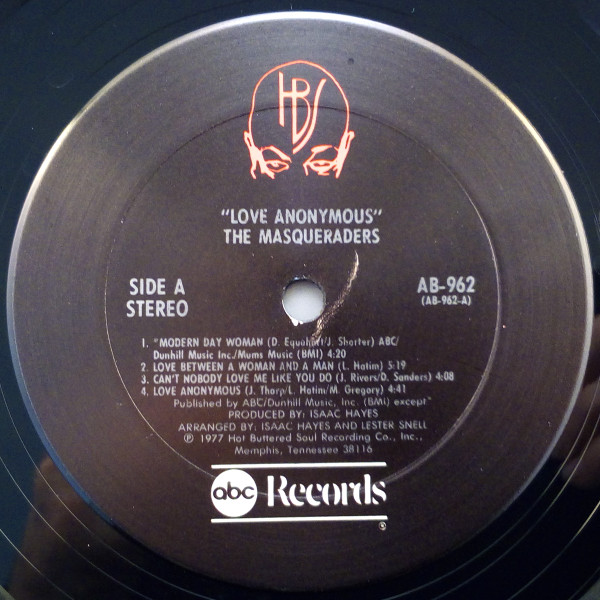 HBS
"LOVE ANONYMOUS"
THE MASQUERADERS
SIDE A
STEREO
AB-962
(AB-962-A)
1. *MODERN DAY WOMAN (D. /J. Shorter) ABC/
Dunhill Music Inc./Mums Music (BMI) 4:20
2. LOVE BETWEEN A WOMAN AND A MAN (L. Hatim) 5:19
3. CAN'T NOBODY LOVE ME LIKE YOU DO (J. Rivers/D. Sanders) 4:08
4. LOVE ANONYMOUS (J. Thorp/L. Hatim/M. Gregory) 4:41
Published by ABC/Dunhill Music, Inc. (BMI) except*
PRODUCED BY: ISAAC HAYES
ARRANGED BY: ISAAC HAYES AND LESTER SNELL
℗ 1977 Hot Buttered Soul Recording Co., Inc.,
Memphis, Tennessee 38116
abc Records
®